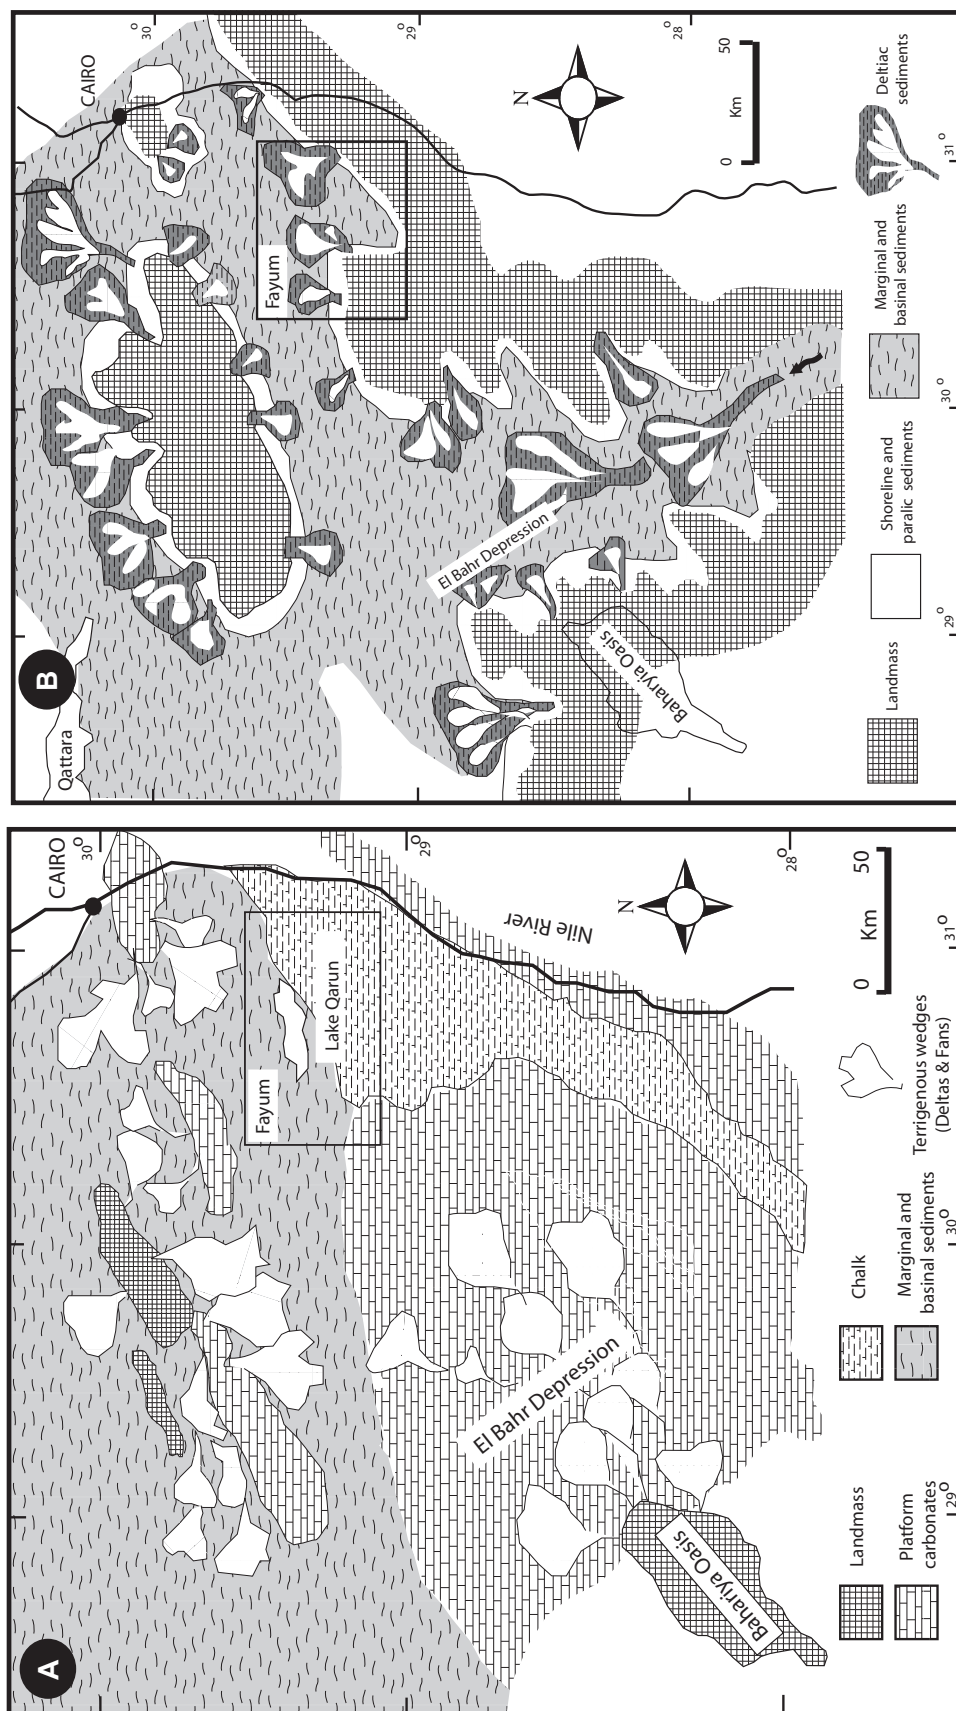 A
CAIRO
30°
29°
28°
31°
30°
29°
Fayum
Lake Qarun
Nile River
N
El Bahr Depression
Bahariya Oasis
0
50
Km
Landmass
Platform
carbonates
Chalk
Marginal and
basinal sediments
Terrigenous wedges
(Deltas & Fans)
B
Qattara
CAIRO
30°
29°
28°
31°
30°
29°
Fayum
N
El Bahr Depression
Baharyia Oasis
0
50
Km
Landmass
Shoreline and
paralic sediments
Marginal and
basinal sediments
Deltiac
sediments